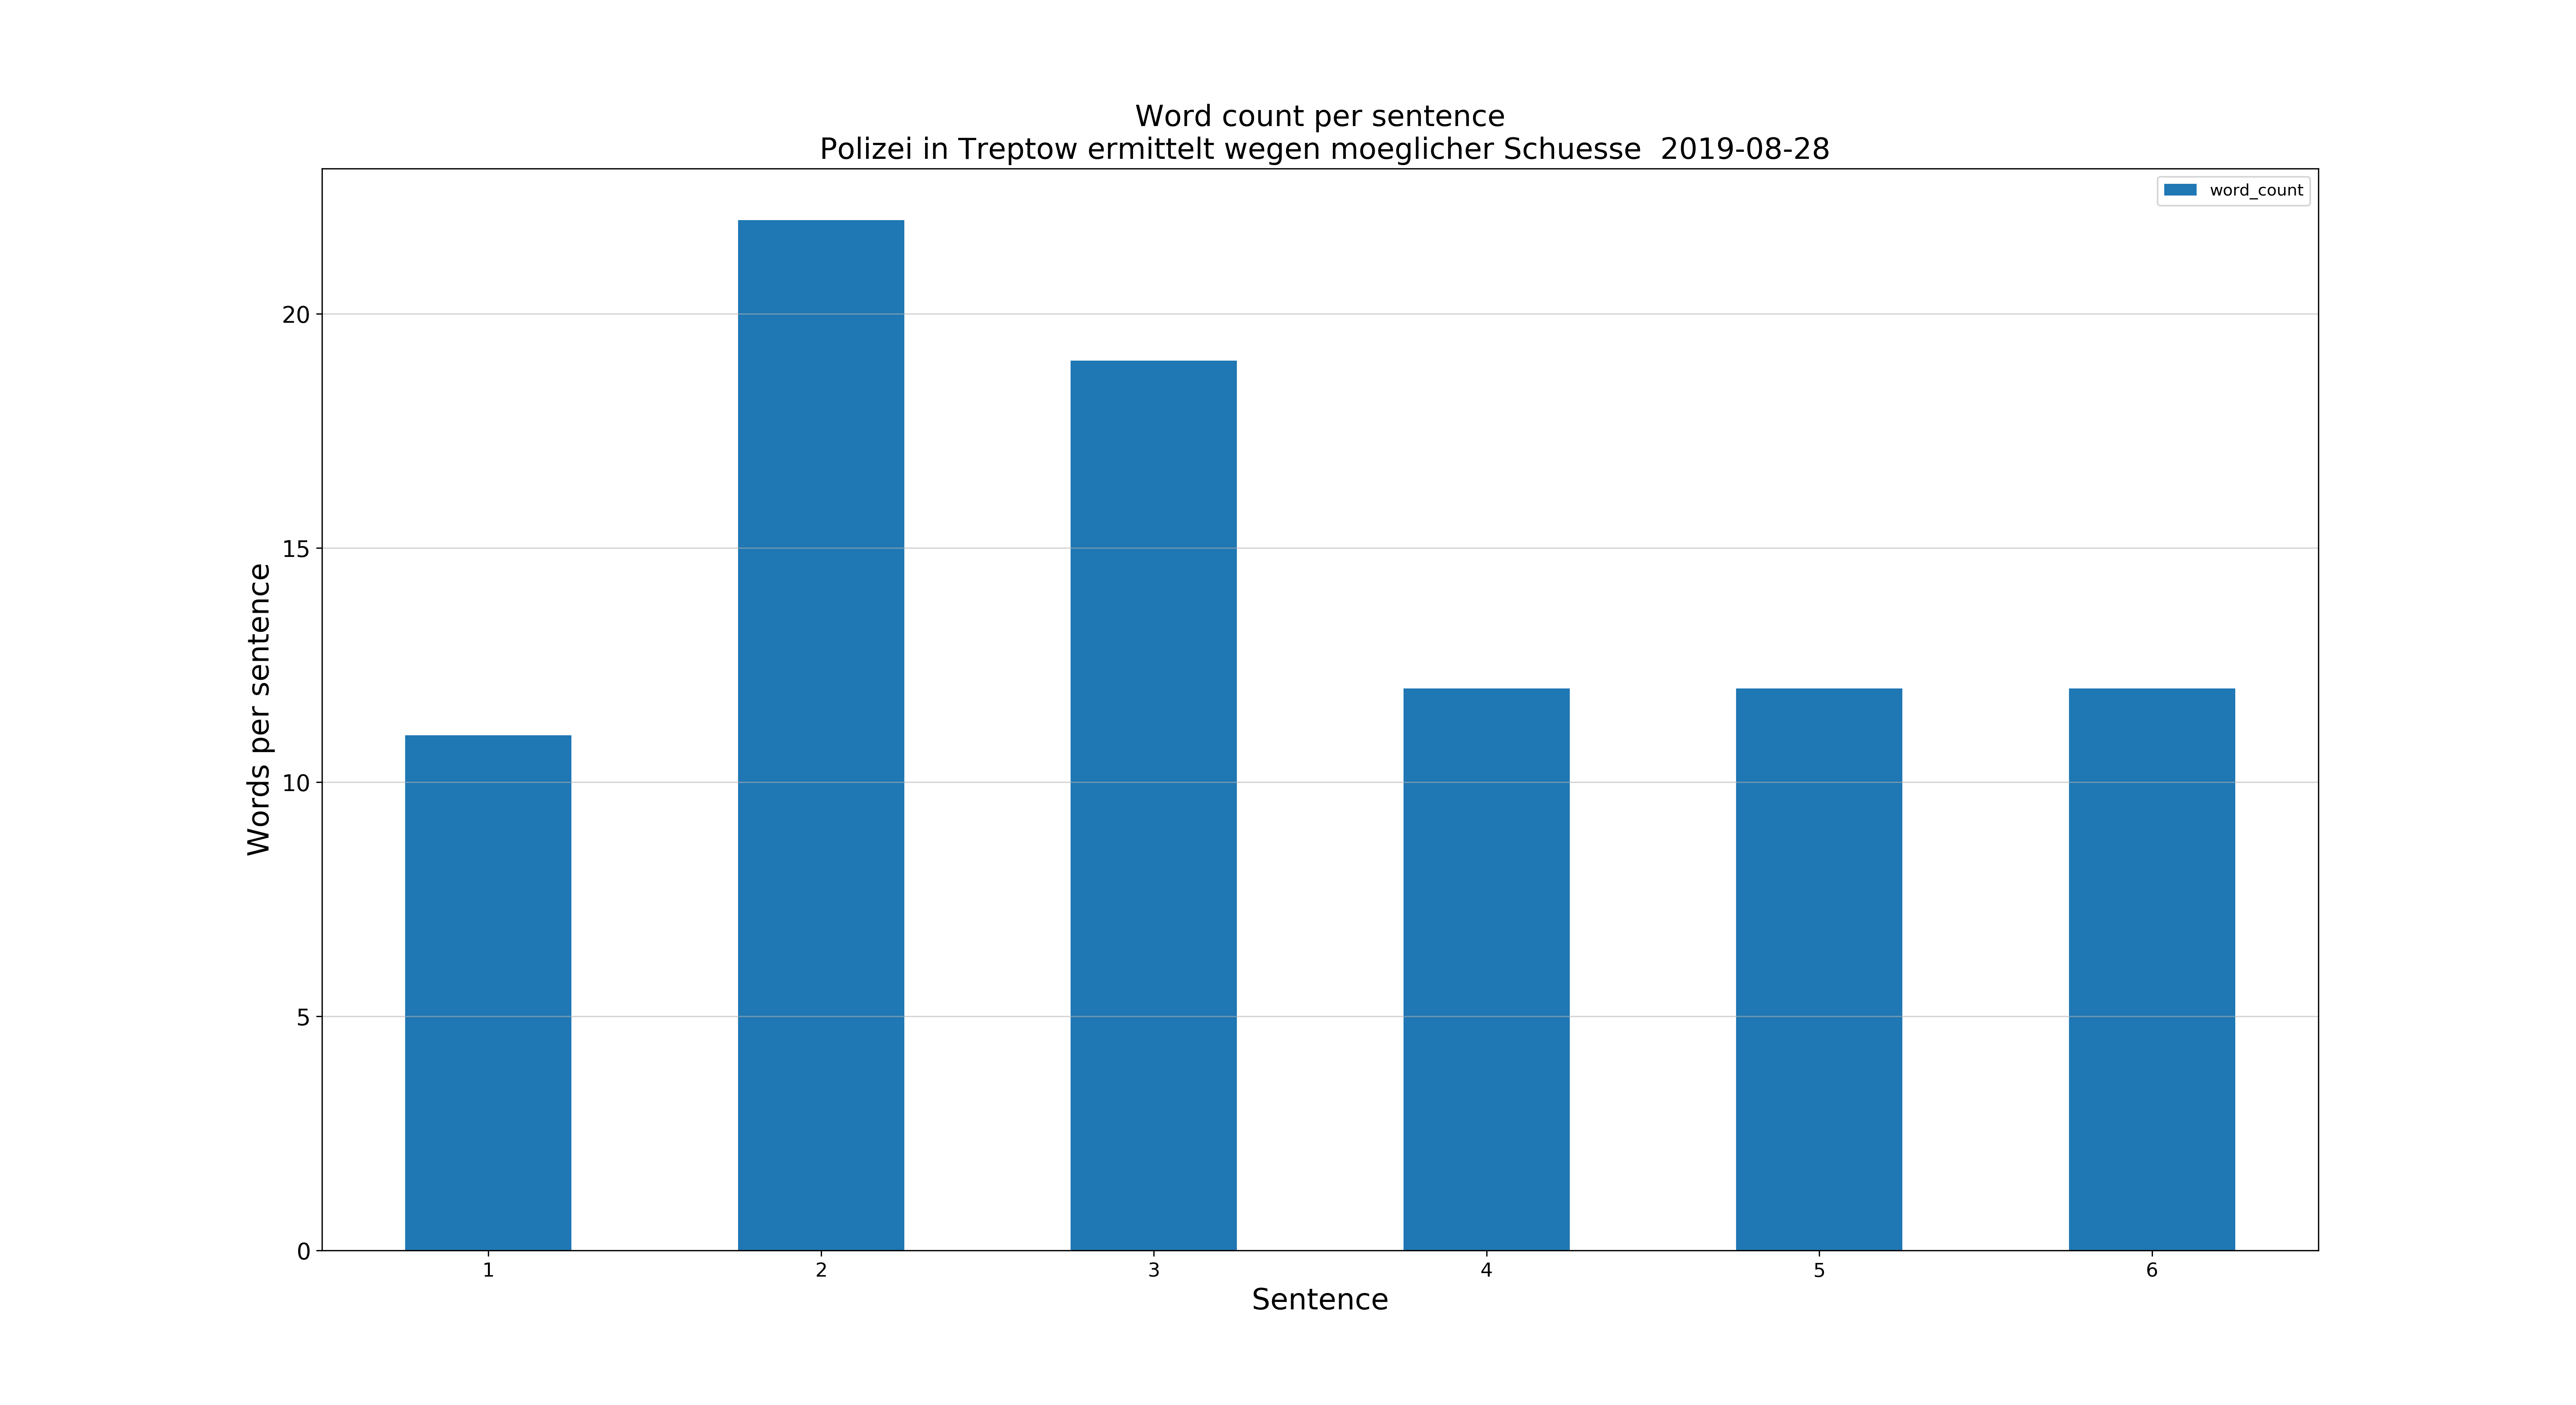 Word count per sentence
Polizei in Treptow ermittelt wegen moeglicher Schuesse  2019-08-28
word_count
20
15
10
5
0
Words per sentence
1 2 3 4 5 6
Sentence